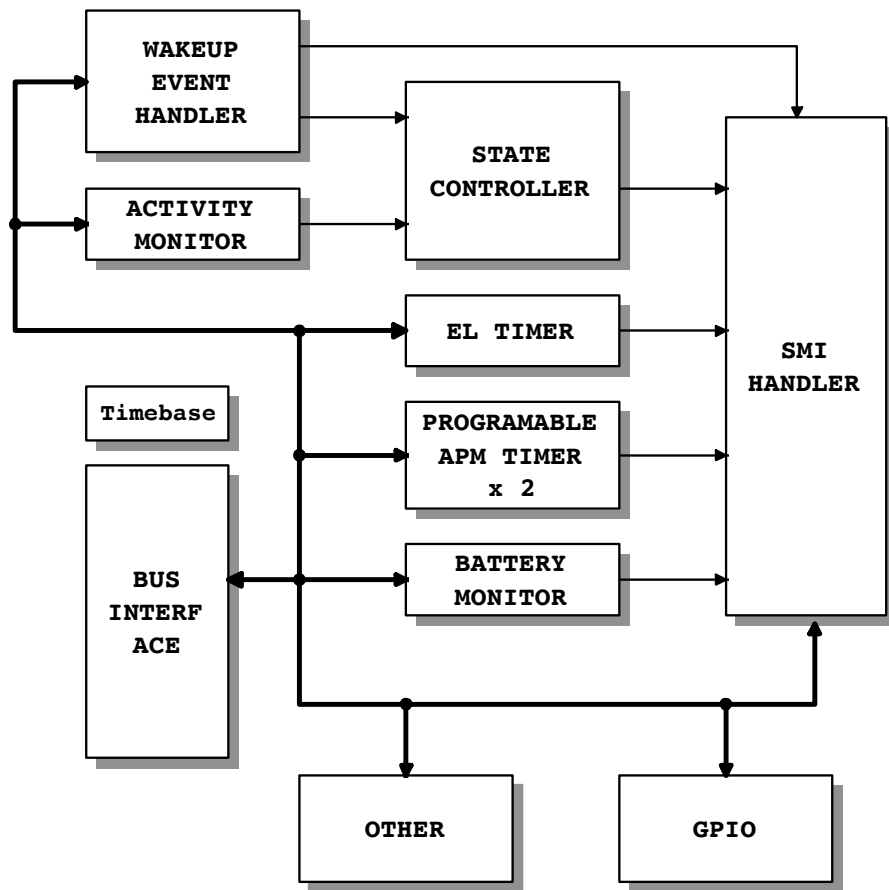 WAKEUP
EVENT
HANDLER
STATE
CONTROLLER
ACTIVITY
MONITOR
EL TIMER
SMI
HANDLER
Timebase
PROGRAMABLE
APM TIMER
x 2
BUS
INTERF
ACE
BATTERY
MONITOR
OTHER
GPIO